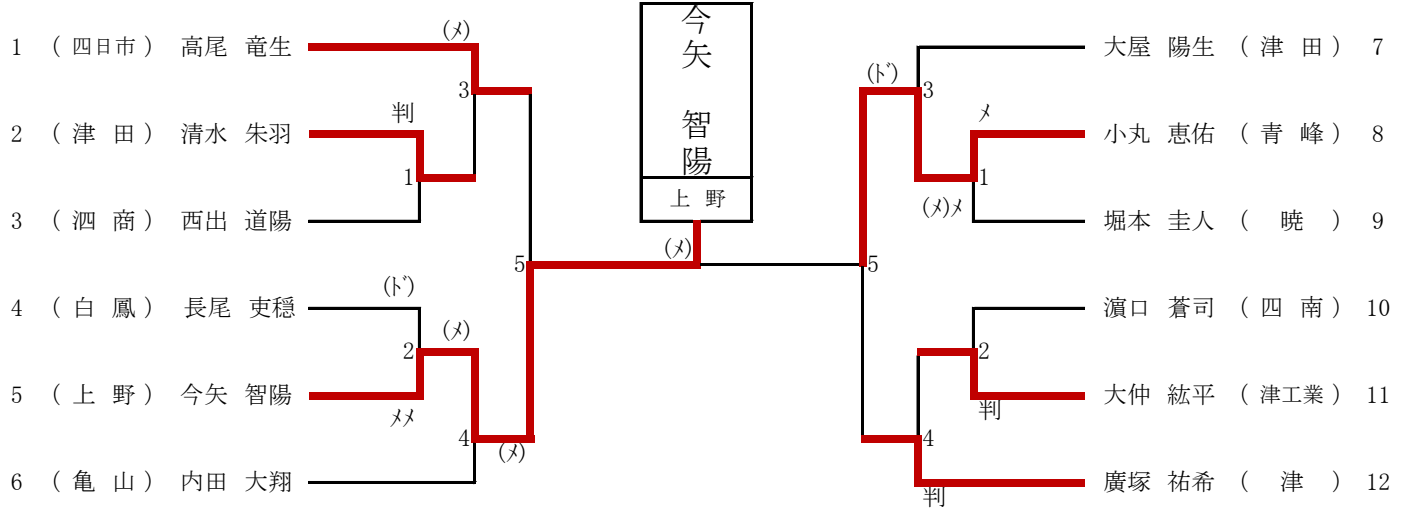 1 （ 四日市 ） 高尾 竜生
2 （ 津 田 ） 清水 朱羽
3 （ 泗 商 ） 西出 道陽
4 （ 白 鳳 ） 長尾 吏穏
5 （ 上 野 ） 今矢 智陽
6 （ 亀 山 ） 内田 大翔
(ﾒ)
3
判
1
(ﾄﾞ)
2
(ﾒ)
ﾒﾒ
4
(ﾒ)
5
今矢 智陽
上 野
(ﾒ)
5
(ﾄﾞ)
3
ﾒ
1
(ﾒ)ﾒ
2
判
4
判
大屋 陽生 （ 津 田 ） 7
小丸 恵佑 （ 青 峰 ） 8
堀本 圭人 （ 暁 ） 9
濵口 蒼司 （ 四 南 ） 10
大仲 紘平 （ 津工業 ） 11
廣塚 祐希 （ 津 ） 12